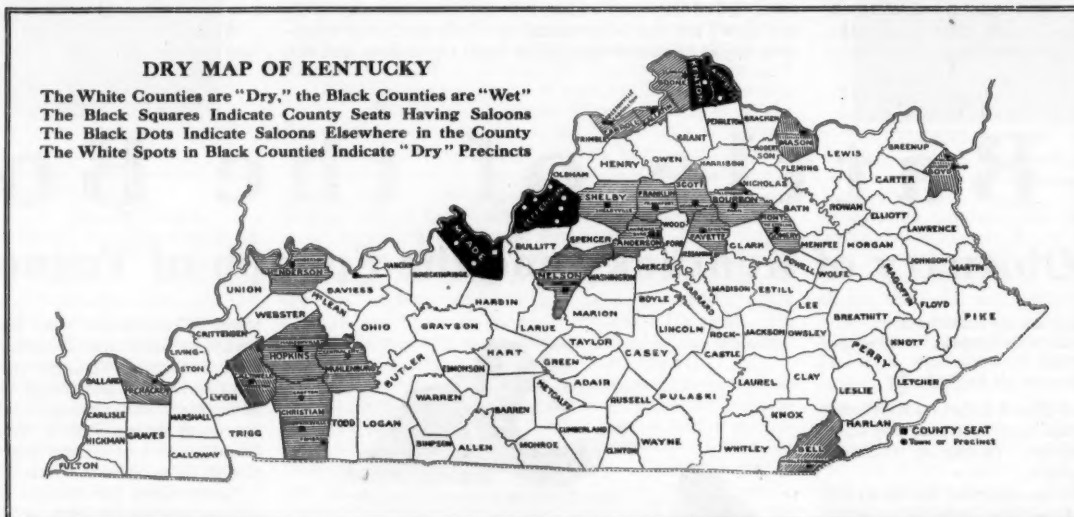 DRY MAP OF KENTUCKY
The White Counties are "Dry," the Black Counties are "Wet"
The Black Squares Indicate County Seats Having Saloons
The Black Dots Indicate Saloons Elsewhere in the County
The White Spots in Black Counties Indicate "Dry" Precincts
BOONE
KENTON
PENDLETON
BRACKEN
MASON
TRIMBLE
CARROLL
GRANT
ROBERTSON
LEWIS
GREENUP
BOYD
HENRY
OWEN
HARRISON
FLEMING
CARTER
OLDHAM
NICHOLAS
SHELBY
FRANKLIN
SCOTT
BOURBON
BATH
ROWAN
ELLIOTT
LAWRENCE
JEFFERSON
MEADE
BULLITT
SPENCER
ANDERSON
WOODFORD
FAYETTE
CLARK
MONTGOMERY
MENIFEE
MORGAN
JOHNSON
MARTIN
NELSON
WASHINGTON
MERCER
JESSAMINE
POWELL
WOLFE
MAGOFFIN
HENDERSON
HANCOCK
BRECKINRIDGE
UNION
DAVIESS
HARDIN
BOYLE
GARRARD
MADISON
ESTILL
LEE
BREATHITT
FLOYD
PIKE
WEBSTER
McLEAN
OHIO
GRAYSON
LARUE
MARION
LINCOLN
ROCKCASTLE
JACKSON
OWSLEY
PERRY
KNOTT
CRITTENDEN
HOPKINS
MUHLENBURG
BUTLER
EDMONSON
HART
GREEN
TAYLOR
CASEY
LAUREL
CLAY
LESLIE
LETCHER
LIVINGSTON
CALDWELL
BALLARD
McCRACKEN
LYON
CHRISTIAN
WARREN
BARREN
METCALFE
ADAIR
RUSSELL
PULASKI
KNOX
HARLAN
CARLISLE
GRAVES
MARSHALL
TRIGG
TODD
LOGAN
SIMPSON
ALLEN
MONROE
CUMBERLAND
CLINTON
WAYNE
WHITLEY
BELL
HICKMAN
CALLOWAY
FULTON
COUNTY SEAT
Town or Precinct